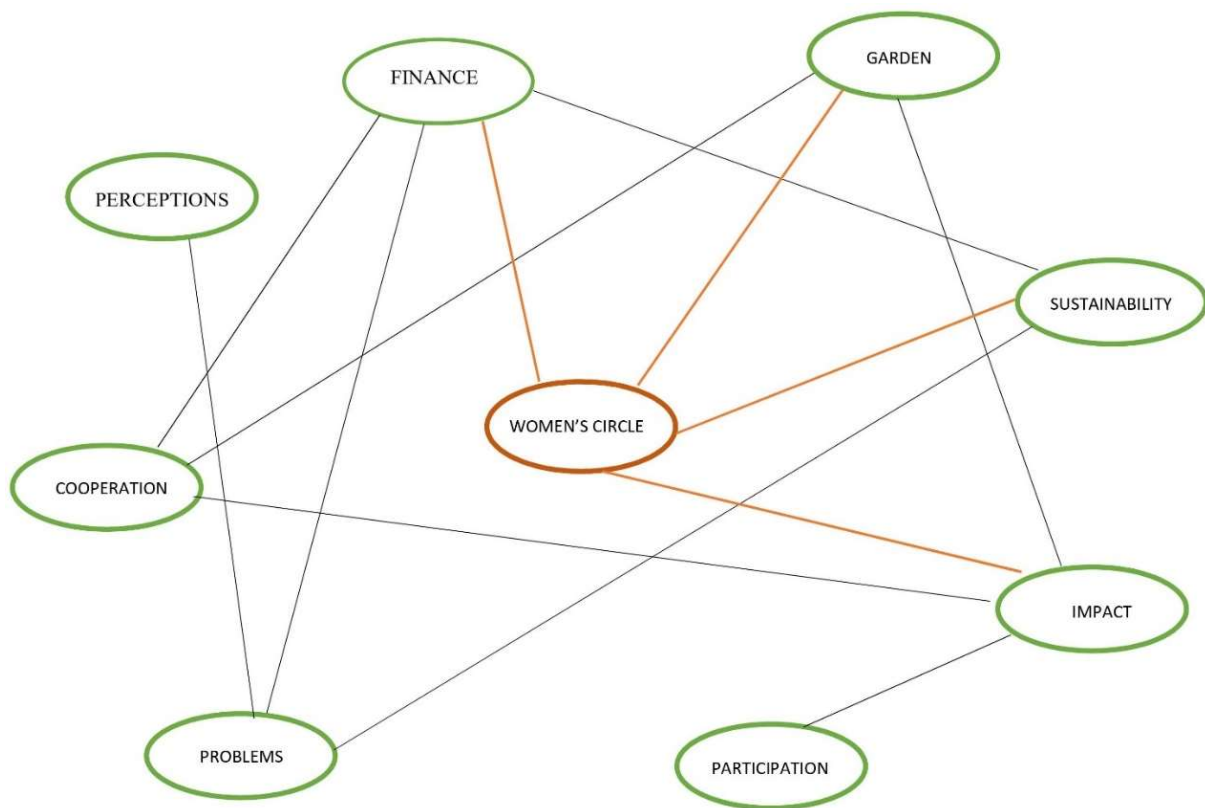 FINANCE
GARDEN
PERCEPTIONS
SUSTAINABILITY
WOMEN’S CIRCLE
COOPERATION
IMPACT
PROBLEMS
PARTICIPATION